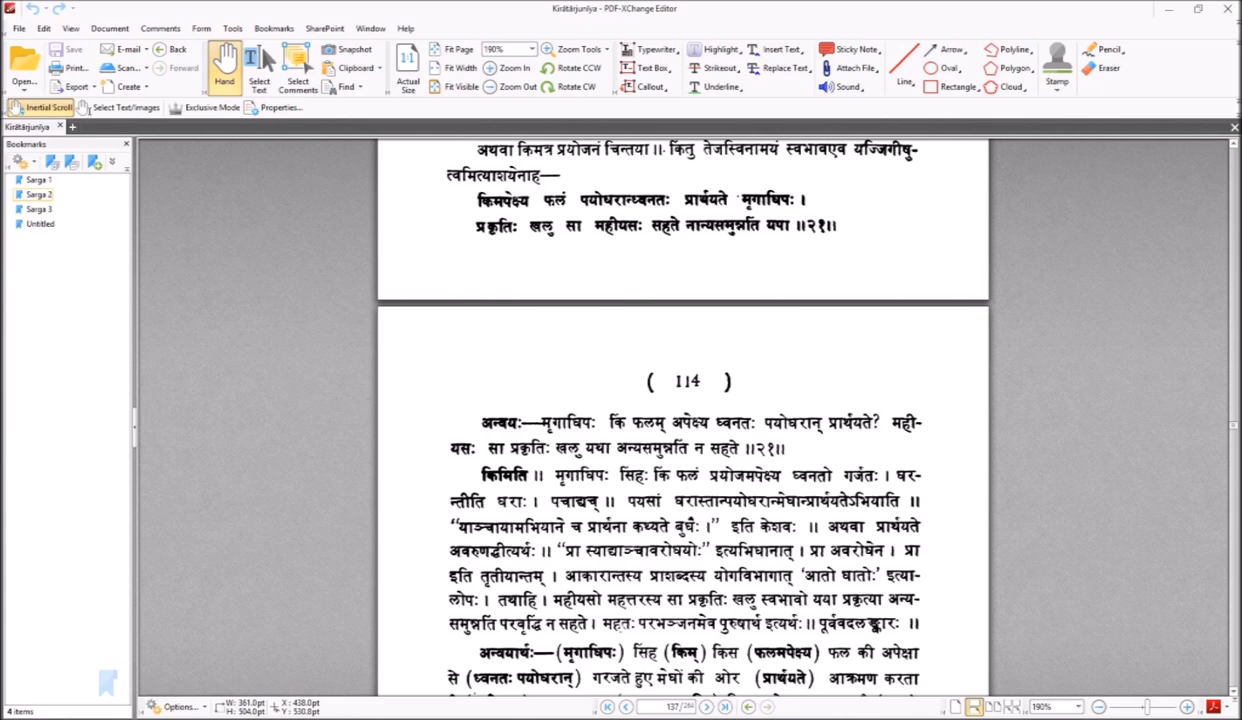 Kirātārjunīya - PDF-XChange Editor
File Edit View Document Comments Form Tools Bookmarks SharePoint Window Help
Open... Save Print... Export E-mail Scan... Create Back Forward Hand Select Text Select Comments Snapshot Clipboard Find Actual Size Fit Page Fit Width Fit Visible 190% Zoom In Zoom Out Zoom Tools Rotate CCW Rotate CW Typewriter Text Box Callout Highlight Strikeout Underline Insert Text Replace Text Sticky Note Attach File Sound Line Arrow Oval Rectangle Polyline Polygon Cloud Stamp Pencil Eraser
Inertial Scroll Select Text/Images Exclusive Mode Properties...
Kirātārjunīya
Bookmarks
Sarga 1
Sarga 2
Sarga 3
Untitled
अथवा किमत्र प्रयोजनं चिन्तया ॥ किंतु तेजस्विनामयं स्वभावएव यज्जिगीषु-
त्वमित्याशयेनाह—
किमपेक्ष्य फलं पयोधरान्ध्वनतः प्रार्थयते मृगाधिपः ।
प्रकृतिः खलु सा महीयसः सहते नान्यसमुन्नतिं यया ॥२१॥
( 114 )
अन्वयः—मृगाधिपः किं फलम् अपेक्ष्य ध्वनतः पयोधरान् प्रार्थयते? मही-
यसः सा प्रकृतिः खलु यथा अन्यसमुन्नतिं न सहते ॥२१॥
किमिति ॥ मृगाधिपः सिंहः किं फलं प्रयोजमपेक्ष्य ध्वनतो गर्जतः । धर-
न्तीति धराः । पचाद्यच् ॥ पयसां धरास्तान्पयोधरान्मेघान्प्रार्थयतेऽभियाति ॥
“याञ्चायामभियाने च प्रार्थना कथ्यते बुधैः ।” इति केशवः ॥ अथवा प्रार्थयते
अवरुणद्धीत्यर्थः ॥ “प्रा स्याद्याञ्चावरोधयोः” इत्यभिधानात् । प्रा अवरोधेन । प्रा
इति तृतीयान्तम् । आकारान्तस्य प्राशब्दस्य योगविभागात् ‘आतो धातोः’ इत्या-
लोपः । तथाहि । महीयसो महत्तरस्य सा प्रकृतिः खलु स्वभावो यया प्रकृत्या अन्य-
समुन्नतिं परवृद्धिं न सहते । महतः परभञ्जनमेव पुरुषार्थ इत्यर्थः ॥ पूर्ववदलङ्कारः ॥
अन्वयार्थः—(मृगाधिपः) सिंह (किम्) किस (फलमपेक्ष्य) फल की अपेक्षा
से (ध्वनतः पयोधरान्) गरजते हुए मेघों की ओर (प्रार्थयते) आक्रमण करता
4 items Options... W: 361.0pt H: 504.0pt X: 438.0pt Y: 530.8pt 137/264 190%